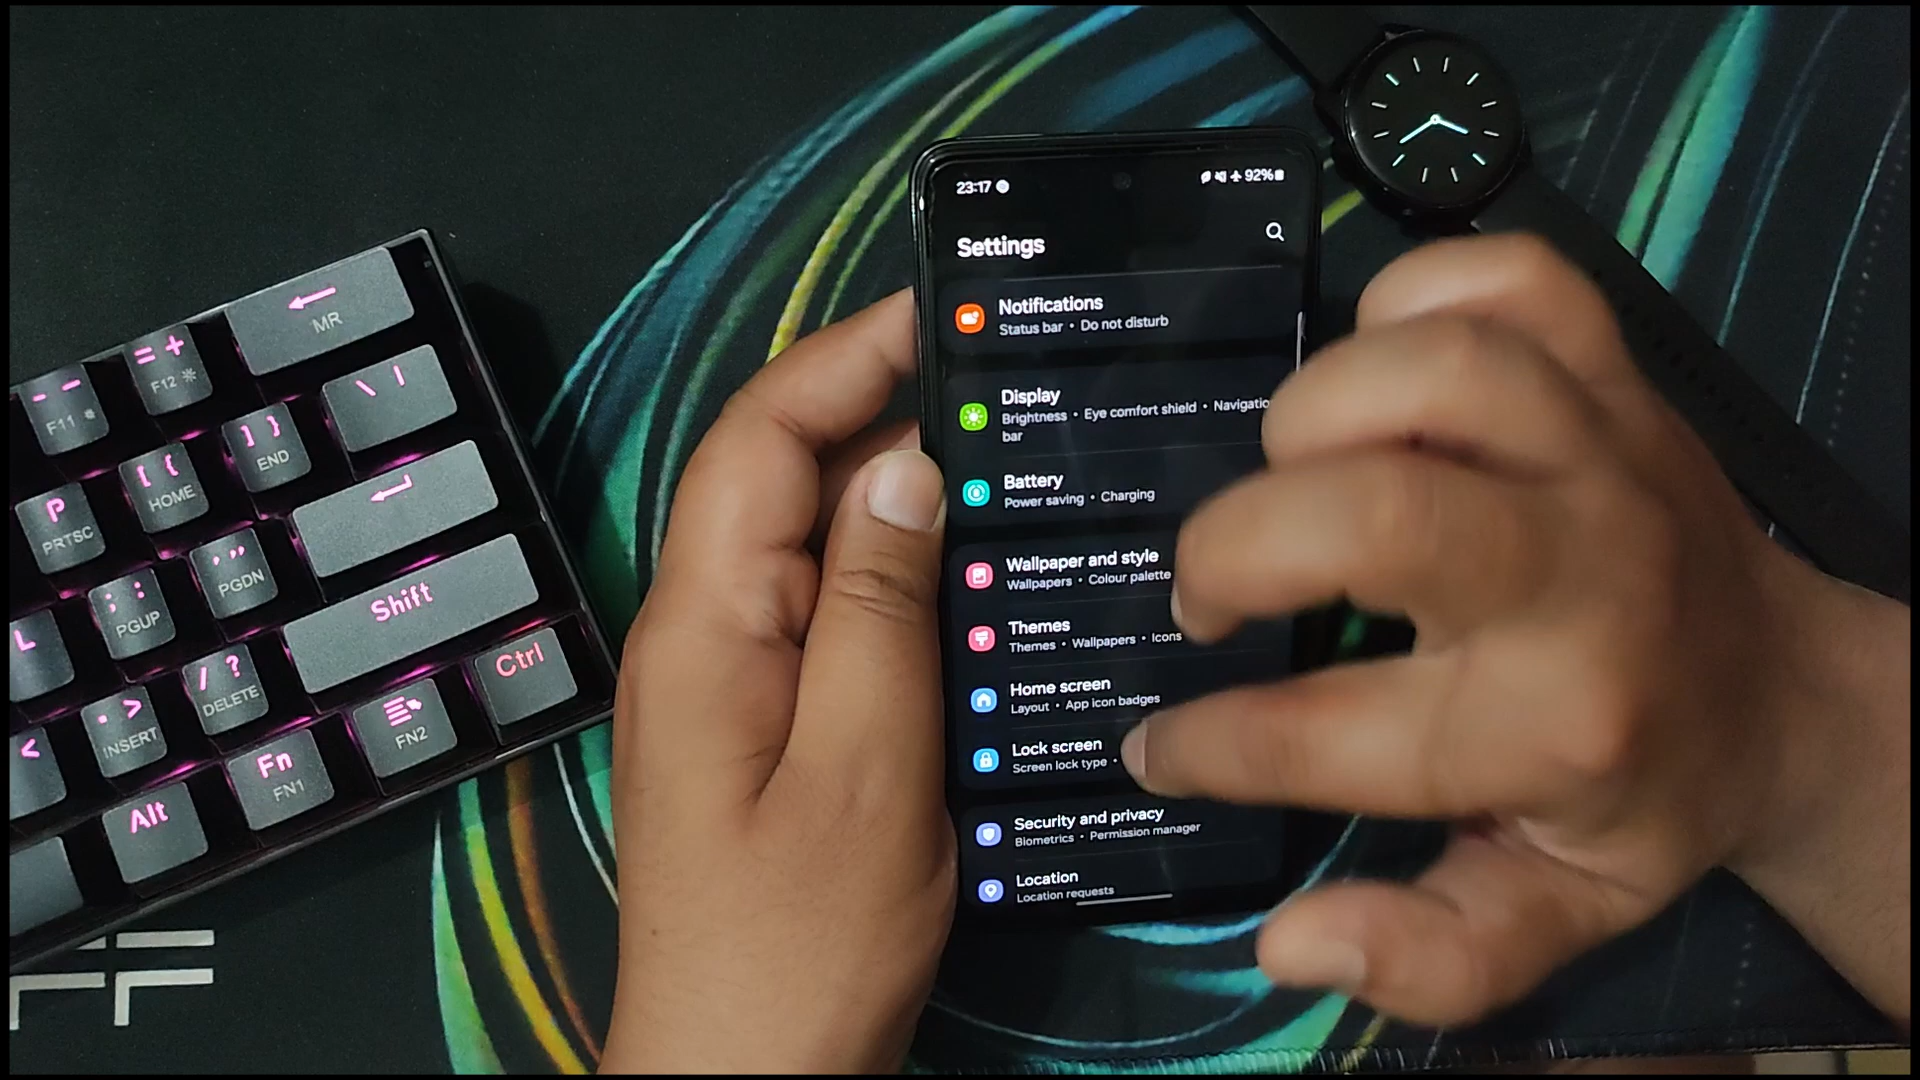 23:17
92%
Settings
Notifications
Status bar • Do not disturb
Display
Brightness • Eye comfort shield • Navigatio
bar
Battery
Power saving • Charging
Wallpaper and style
Wallpapers • Colour palette
Themes
Themes • Wallpapers • Icons
Home screen
Layout • App icon badges
Lock screen
Screen lock type •
Security and privacy
Biometrics • Permission manager
Location
Location requests
MR
= +
F12
-
F11
\ |
] }
END
[ {
HOME
P
PRTSC
' "
PGDN
; :
PGUP
L
Shift
/ ?
DELETE
. >
INSERT
<
Ctrl
FN2
Fn
FN1
Alt